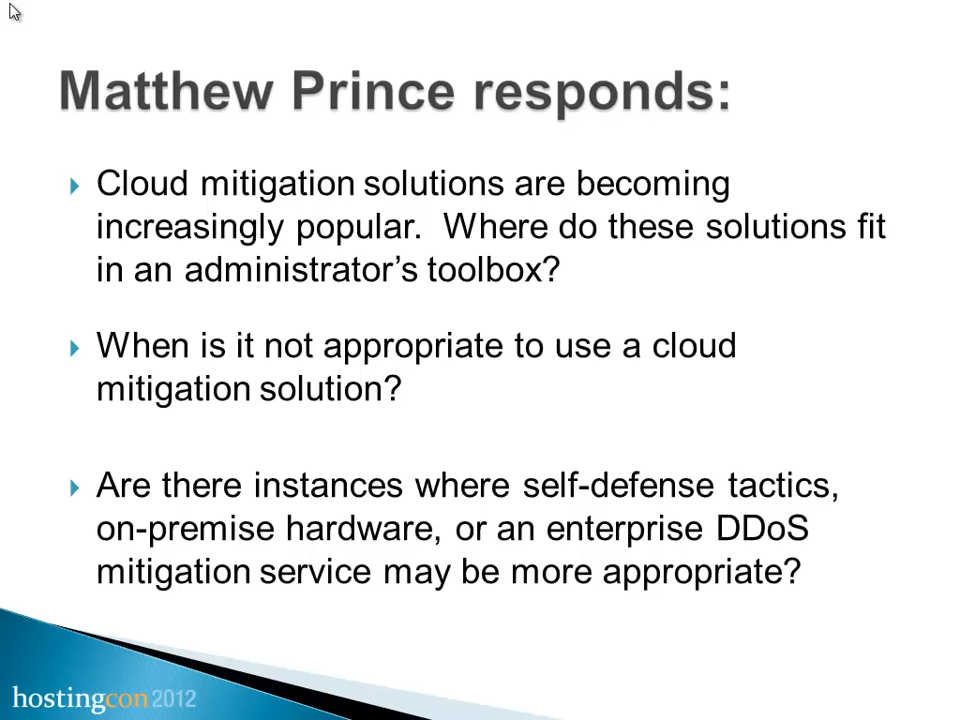 Matthew Prince responds:
Cloud mitigation solutions are becoming
increasingly popular.  Where do these solutions fit
in an administrator’s toolbox?
When is it not appropriate to use a cloud
mitigation solution?
Are there instances where self-defense tactics,
on-premise hardware, or an enterprise DDoS
mitigation service may be more appropriate?
hostingcon 2012